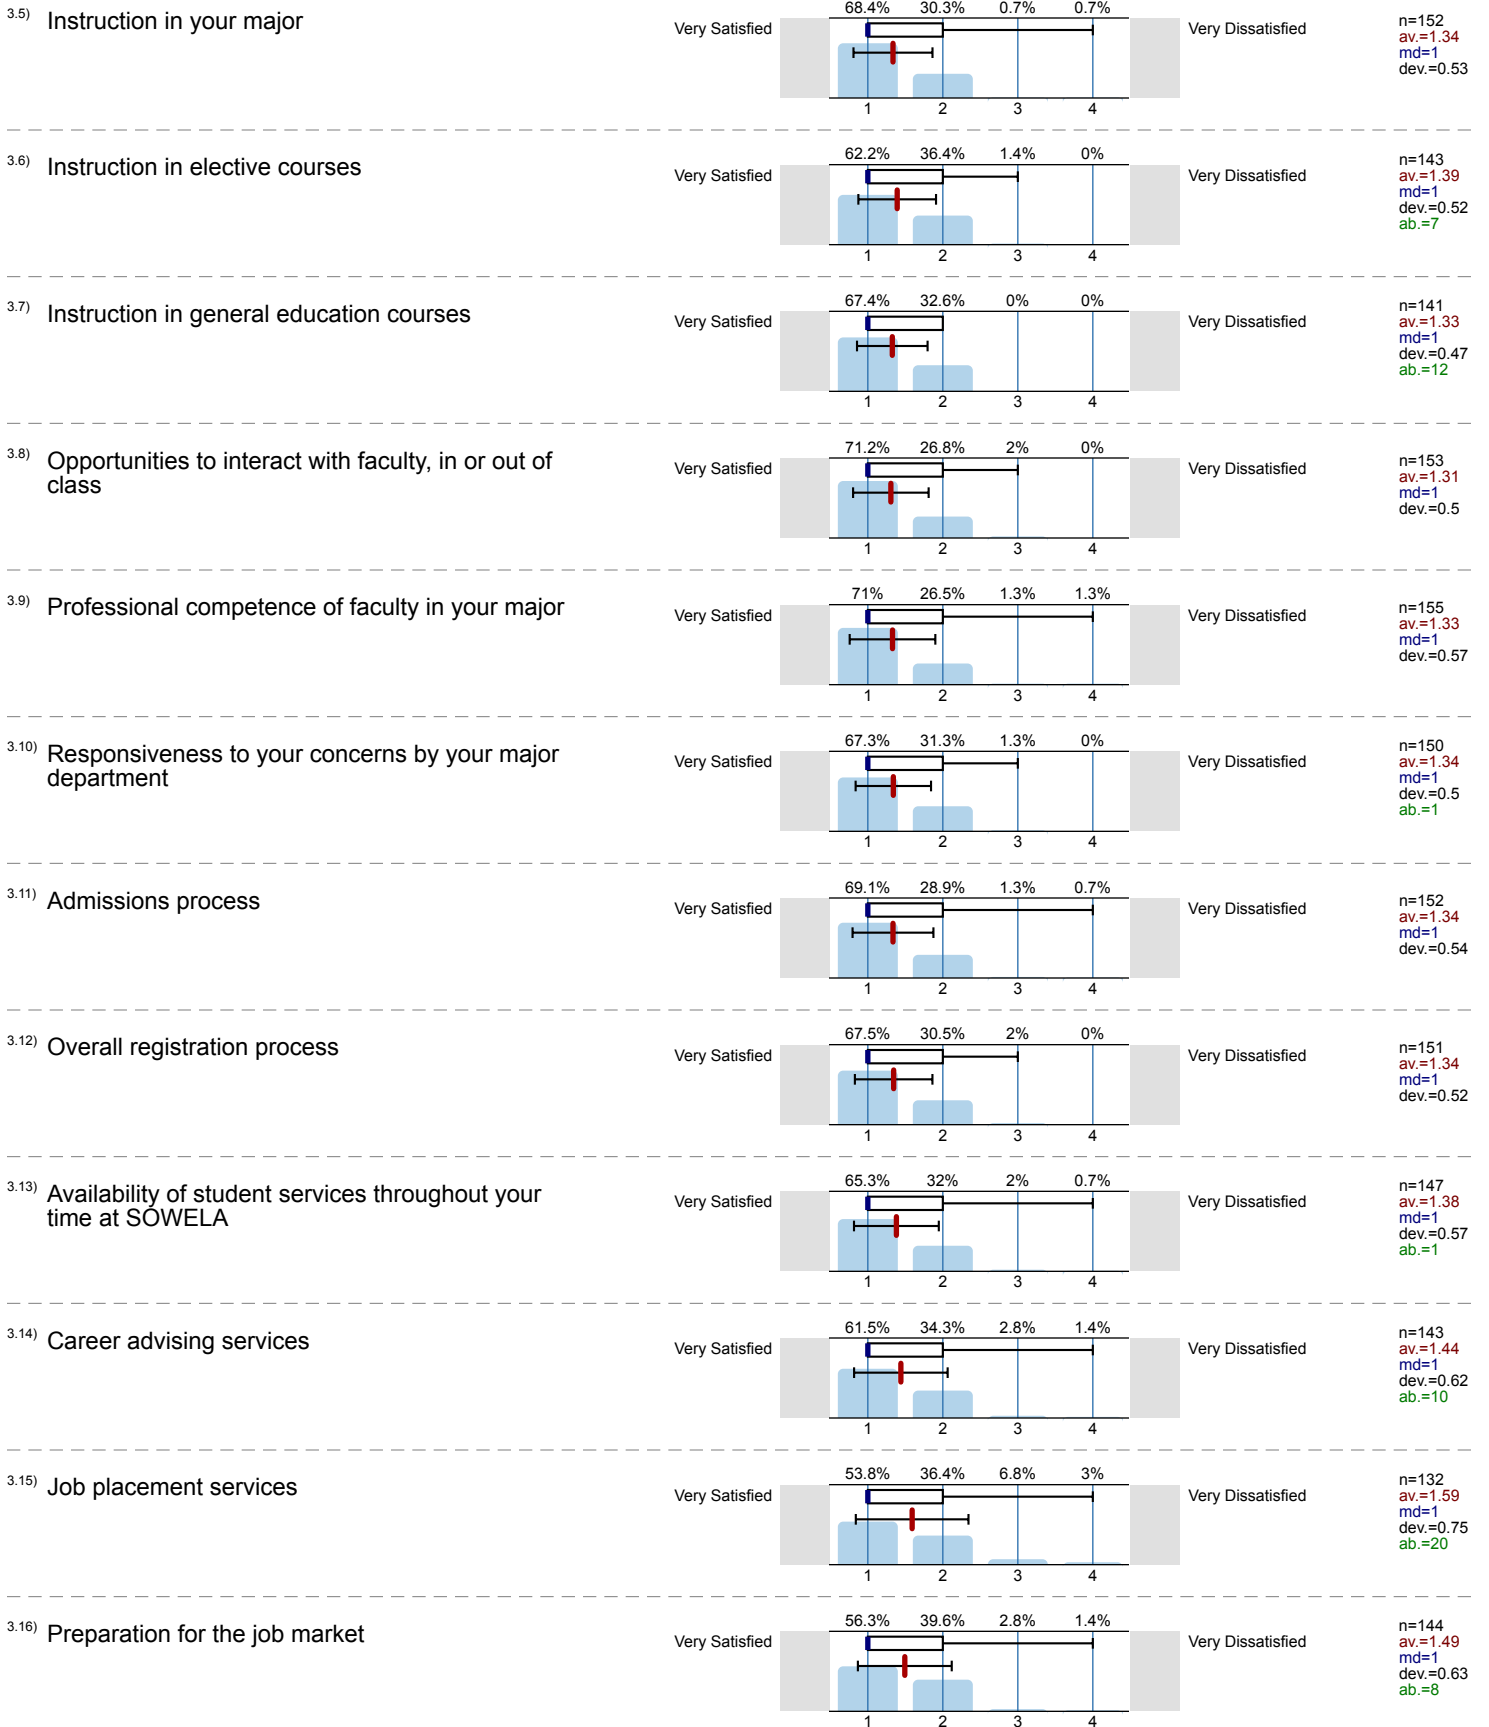 3.5) Instruction in your major
68.4% 30.3% 0.7% 0.7%
Very Satisfied Very Dissatisfied
1 2 3 4
n=152
av.=1.34
md=1
dev.=0.53
3.6) Instruction in elective courses
62.2% 36.4% 1.4% 0%
Very Satisfied Very Dissatisfied
1 2 3 4
n=143
av.=1.39
md=1
dev.=0.52
ab.=7
3.7) Instruction in general education courses
67.4% 32.6% 0% 0%
Very Satisfied Very Dissatisfied
1 2 3 4
n=141
av.=1.33
md=1
dev.=0.47
ab.=12
3.8) Opportunities to interact with faculty, in or out of
class
71.2% 26.8% 2% 0%
Very Satisfied Very Dissatisfied
1 2 3 4
n=153
av.=1.31
md=1
dev.=0.5
3.9) Professional competence of faculty in your major
71% 26.5% 1.3% 1.3%
Very Satisfied Very Dissatisfied
1 2 3 4
n=155
av.=1.33
md=1
dev.=0.57
3.10) Responsiveness to your concerns by your major
department
67.3% 31.3% 1.3% 0%
Very Satisfied Very Dissatisfied
1 2 3 4
n=150
av.=1.34
md=1
dev.=0.5
ab.=1
3.11) Admissions process
69.1% 28.9% 1.3% 0.7%
Very Satisfied Very Dissatisfied
1 2 3 4
n=152
av.=1.34
md=1
dev.=0.54
3.12) Overall registration process
67.5% 30.5% 2% 0%
Very Satisfied Very Dissatisfied
1 2 3 4
n=151
av.=1.34
md=1
dev.=0.52
3.13) Availability of student services throughout your
time at SOWELA
65.3% 32% 2% 0.7%
Very Satisfied Very Dissatisfied
1 2 3 4
n=147
av.=1.38
md=1
dev.=0.57
ab.=1
3.14) Career advising services
61.5% 34.3% 2.8% 1.4%
Very Satisfied Very Dissatisfied
1 2 3 4
n=143
av.=1.44
md=1
dev.=0.62
ab.=10
3.15) Job placement services
53.8% 36.4% 6.8% 3%
Very Satisfied Very Dissatisfied
1 2 3 4
n=132
av.=1.59
md=1
dev.=0.75
ab.=20
3.16) Preparation for the job market
56.3% 39.6% 2.8% 1.4%
Very Satisfied Very Dissatisfied
1 2 3 4
n=144
av.=1.49
md=1
dev.=0.63
ab.=8